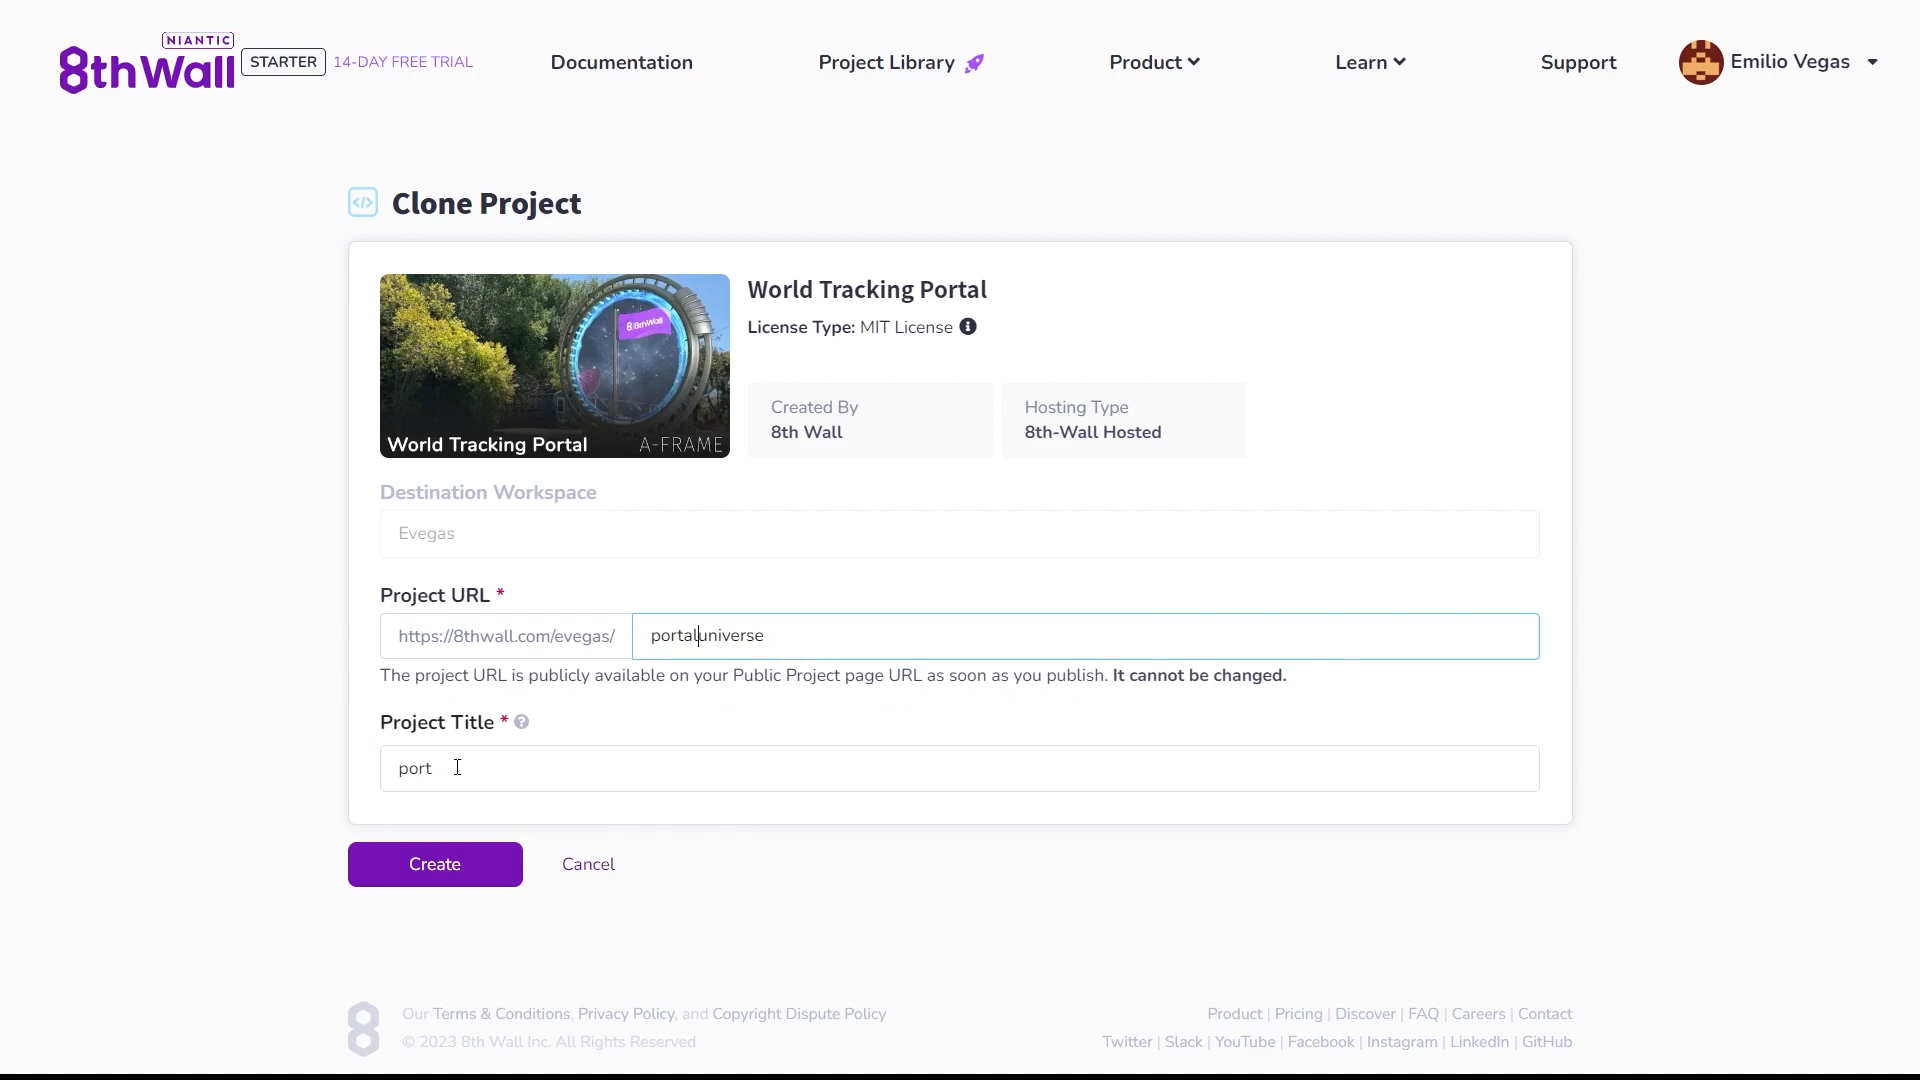 NIANTIC
8thWall STARTER 14-DAY FREE TRIAL Documentation Project Library Product Learn Support Emilio Vegas
</> Clone Project
World Tracking Portal
License Type: MIT License
8thWall
Created By
8th Wall
Hosting Type
8th-Wall Hosted
World Tracking Portal A-FRAME
Destination Workspace
Evegas
Project URL *
https://8thwall.com/evegas/ portaluniverse
The project URL is publicly available on your Public Project page URL as soon as you publish. It cannot be changed.
Project Title * ?
port
Create Cancel
Our Terms & Conditions, Privacy Policy, and Copyright Dispute Policy
© 2023 8th Wall Inc. All Rights Reserved
Product | Pricing | Discover | FAQ | Careers | Contact
Twitter | Slack | YouTube | Facebook | Instagram | LinkedIn | GitHub